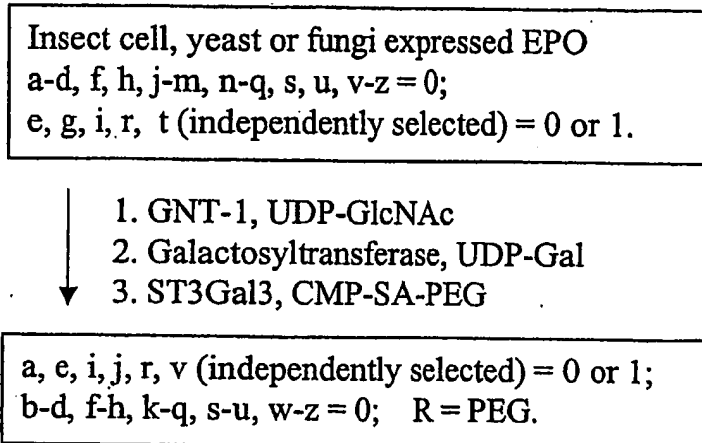 Insect cell, yeast or fungi expressed EPO
a-d, f, h, j-m, n-q, s, u, v-z = 0;
e, g, i, r, t (independently selected) = 0 or 1.
1. GNT-1, UDP-GlcNAc
2. Galactosyltransferase, UDP-Gal
3. ST3Gal3, CMP-SA-PEG
a, e, i, j, r, v (independently selected) = 0 or 1;
b-d, f-h, k-q, s-u, w-z = 0; R = PEG.